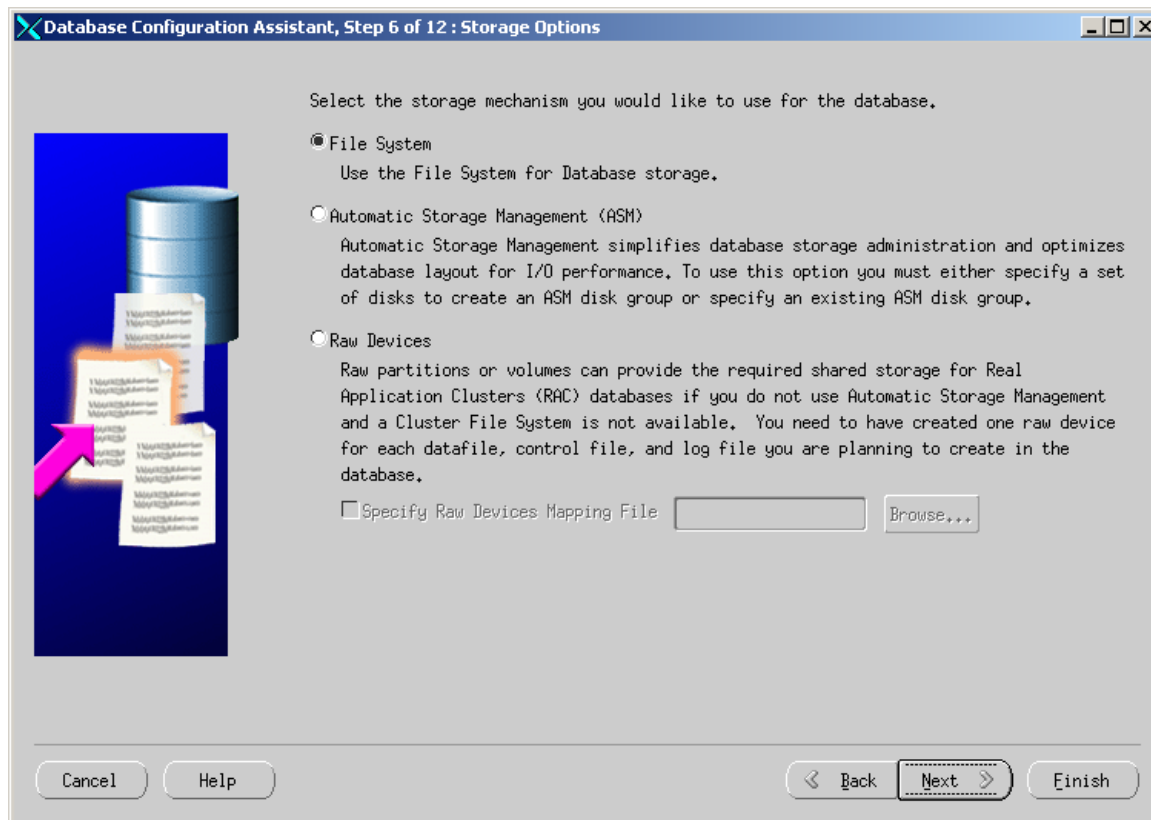 Database Configuration Assistant, Step 6 of 12 : Storage Options
Select the storage mechanism you would like to use for the database.
File System
Use the File System for Database storage.
Automatic Storage Management (ASM)
Automatic Storage Management simplifies database storage administration and optimizes
database layout for I/O performance. To use this option you must either specify a set
of disks to create an ASM disk group or specify an existing ASM disk group.
Raw Devices
Raw partitions or volumes can provide the required shared storage for Real
Application Clusters (RAC) databases if you do not use Automatic Storage Management
and a Cluster File System is not available.  You need to have created one raw device
for each datafile, control file, and log file you are planning to create in the
database.
Specify Raw Devices Mapping File
Browse...
Cancel
Help
Back
Next
Finish